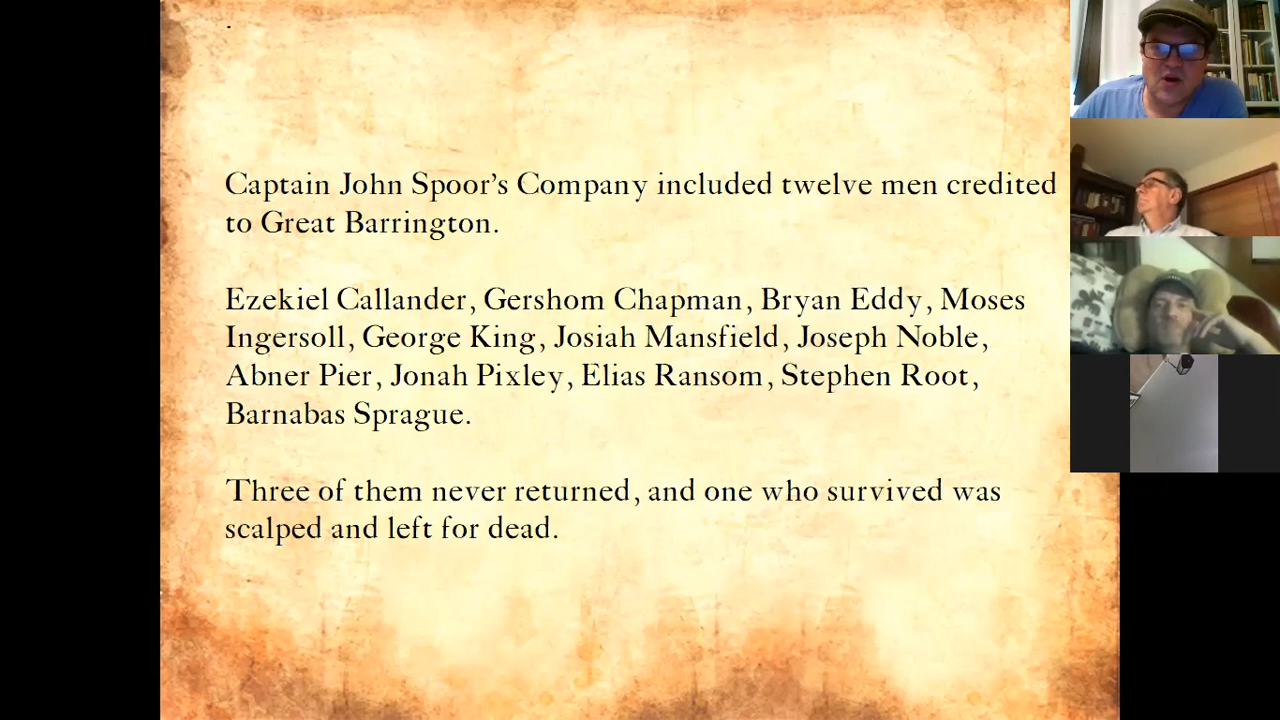 Captain John Spoor’s Company included twelve men credited
to Great Barrington.
Ezekiel Callander, Gershom Chapman, Bryan Eddy, Moses
Ingersoll, George King, Josiah Mansfield, Joseph Noble,
Abner Pier, Jonah Pixley, Elias Ransom, Stephen Root,
Barnabas Sprague.
Three of them never returned, and one who survived was
scalped and left for dead.